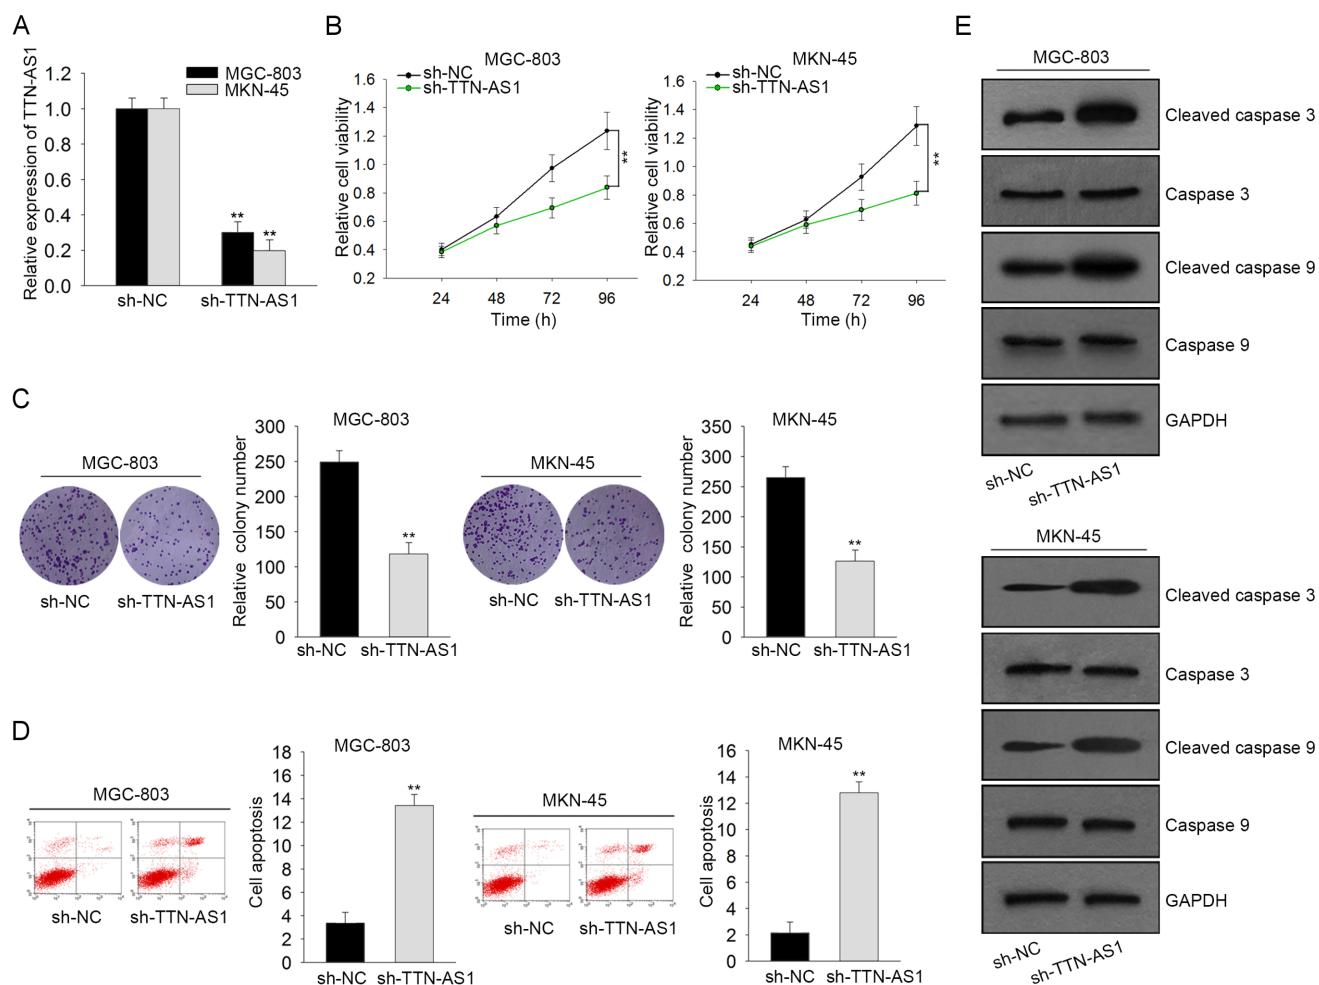 A
Relative expression of TTN-AS1
1.2
1.0
0.8
0.6
0.4
0.2
0.0
MGC-803
MKN-45
**
**
sh-NC
sh-TTN-AS1
B
MGC-803
sh-NC
sh-TTN-AS1
Relative cell viability
1.6
1.4
1.2
1.0
0.8
0.6
0.4
0.2
**
24 48 72 96
Time (h)
MKN-45
sh-NC
sh-TTN-AS1
Relative cell viability
1.6
1.4
1.2
1.0
0.8
0.6
0.4
0.2
**
24 48 72 96
Time (h)
C
MGC-803
sh-NC sh-TTN-AS1
MGC-803
Relative colony number
300
250
200
150
100
50
0
**
sh-NC sh-TTN-AS1
MKN-45
sh-NC sh-TTN-AS1
MKN-45
Relative colony number
350
300
250
200
150
100
50
0
**
sh-NC sh-TTN-AS1
D
MGC-803
sh-NC sh-TTN-AS1
MGC-803
Cell apoptosis
18
16
14
12
10
8
6
4
2
0
**
sh-NC sh-TTN-AS1
MKN-45
sh-NC sh-TTN-AS1
MKN-45
Cell apoptosis
16
14
12
10
8
6
4
2
0
**
sh-NC sh-TTN-AS1
E
MGC-803
Cleaved caspase 3
Caspase 3
Cleaved caspase 9
Caspase 9
GAPDH
sh-NC
sh-TTN-AS1
MKN-45
Cleaved caspase 3
Caspase 3
Cleaved caspase 9
Caspase 9
GAPDH
sh-NC
sh-TTN-AS1